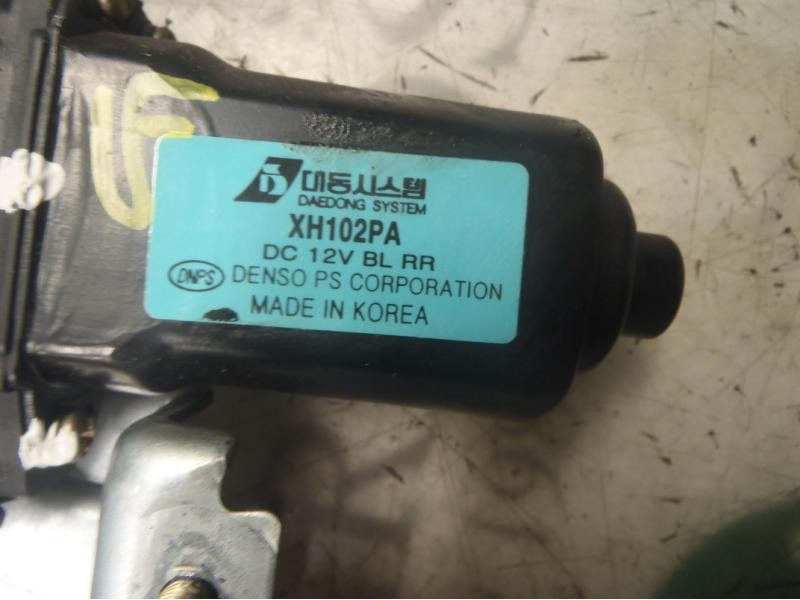 LF
D 대동시스템
DAEDONG SYSTEM
XH102PA
DC 12V BL RR
DNPS DENSO PS CORPORATION
MADE IN KOREA